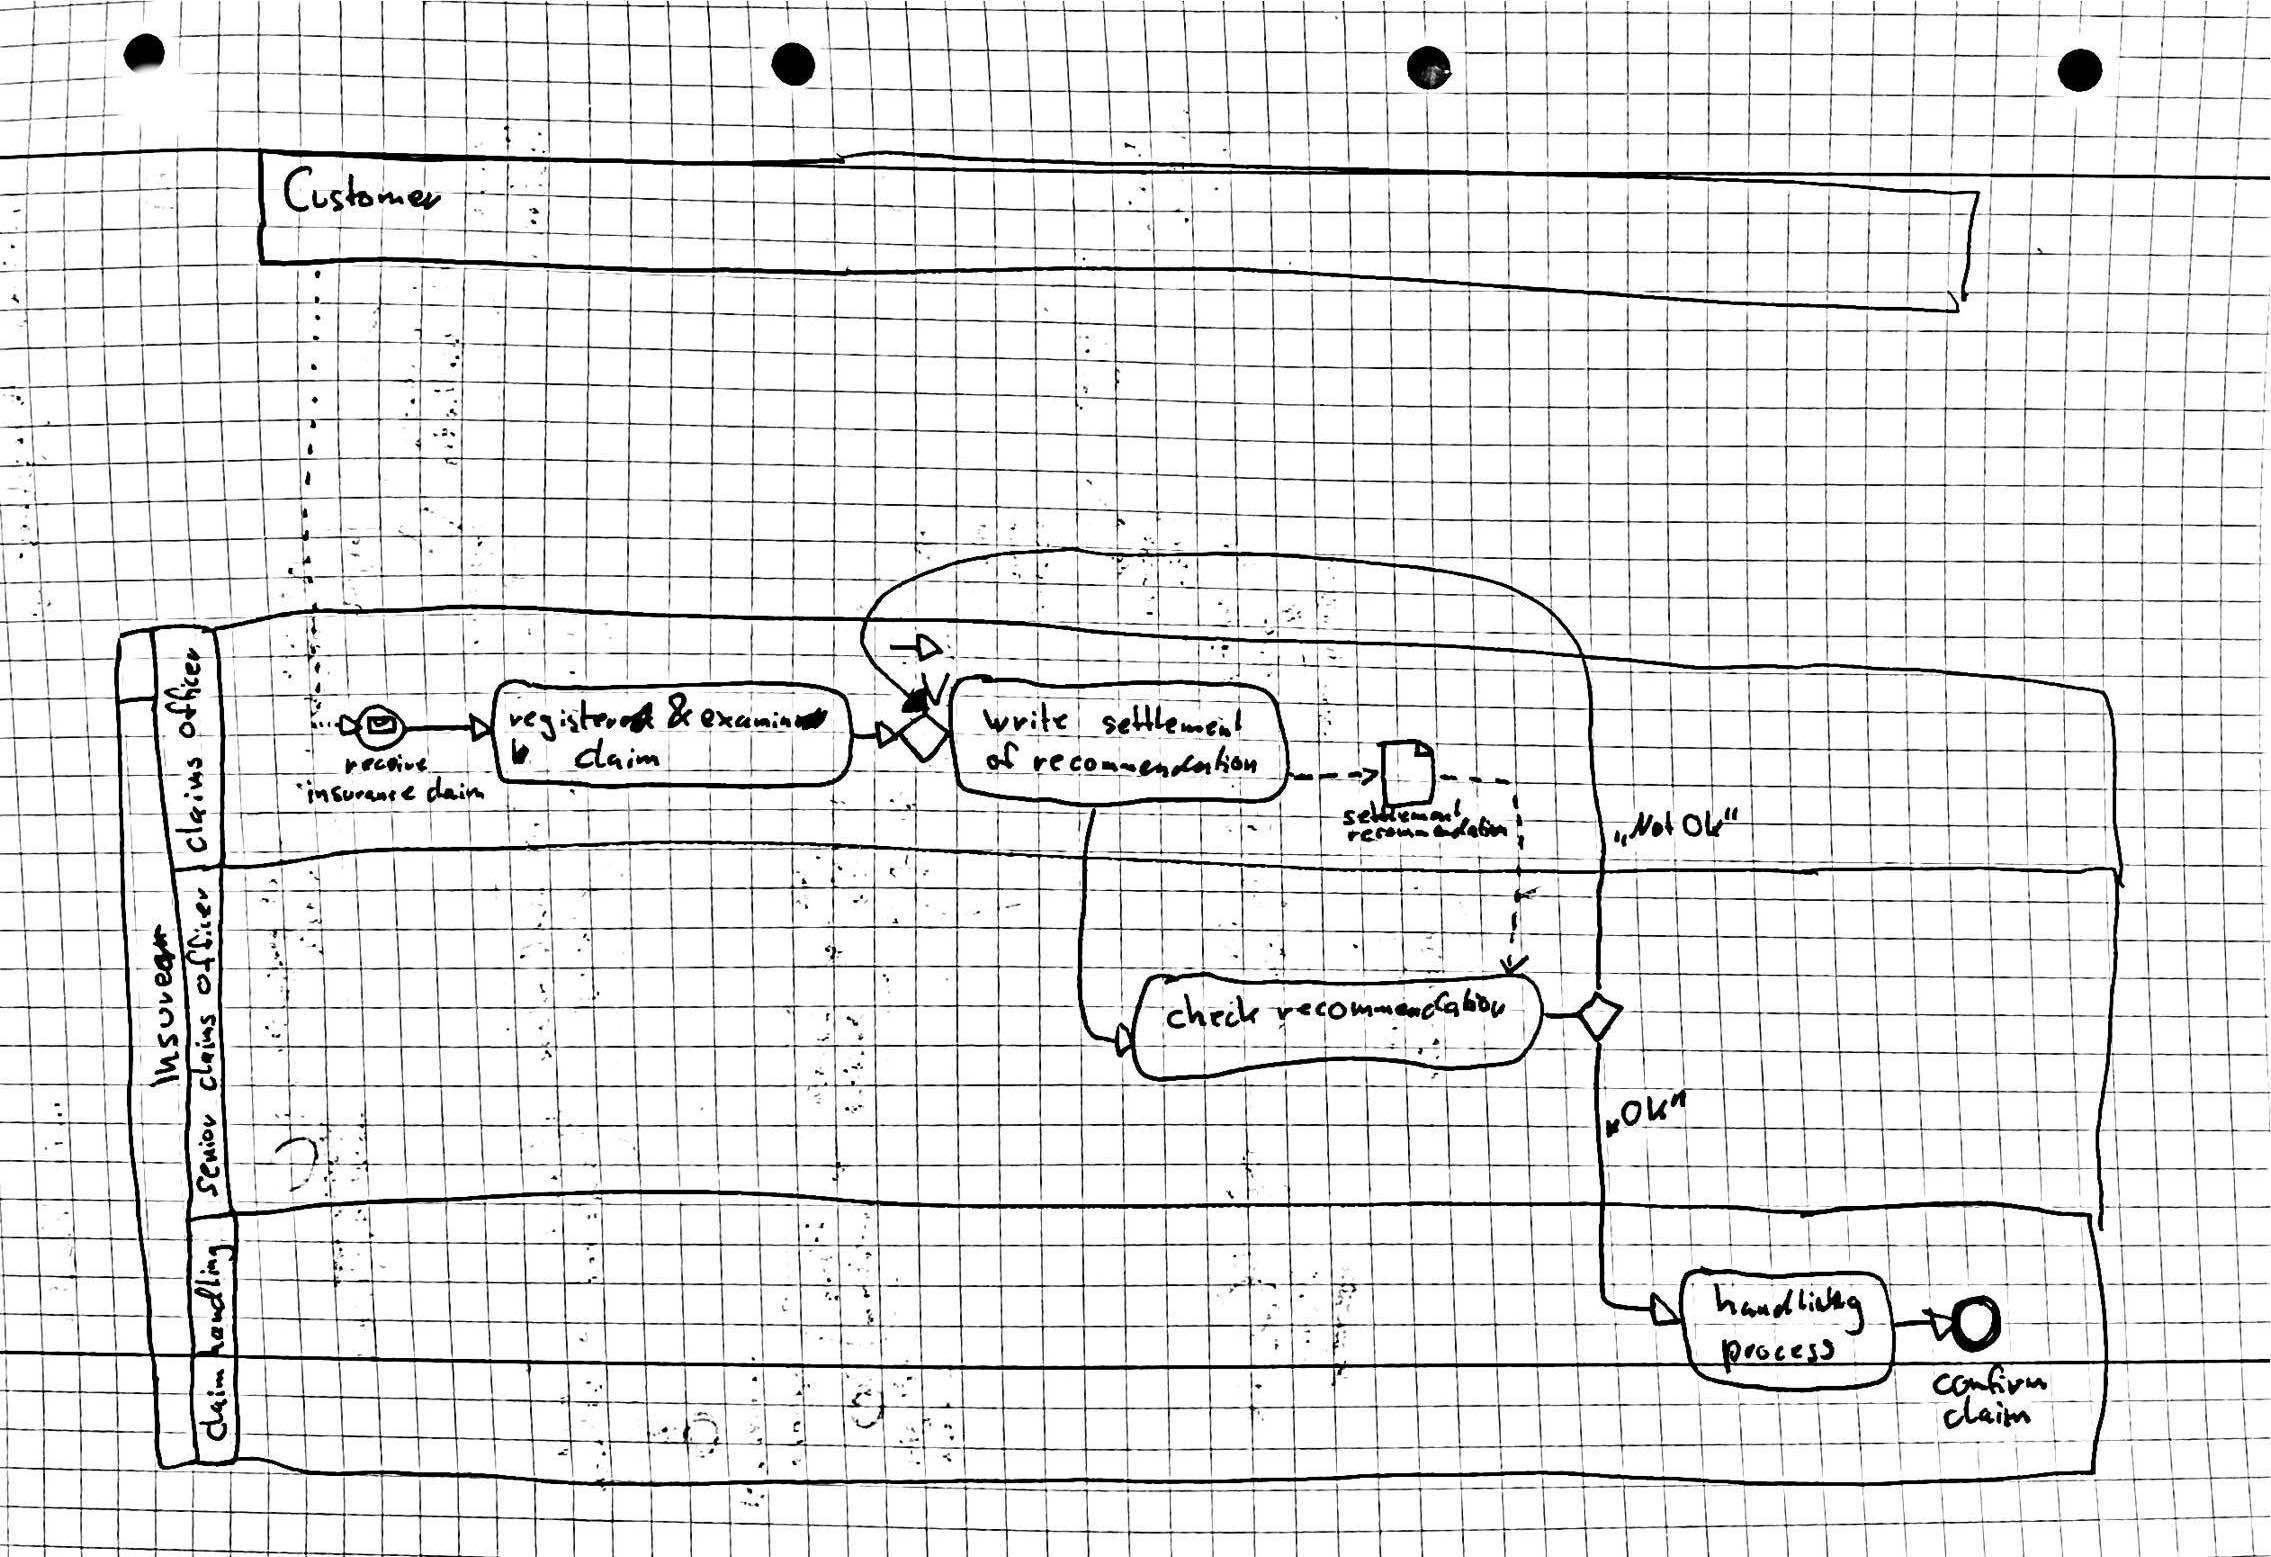 Customer
Insurer
claims officer
senior claims officer
claim handling
receive
insurance claim
register & examine
claim
write settlement
of recommendation
settlement
recommendation
„Not Ok"
check recommendation
„Ok"
handling
process
confirm
claim